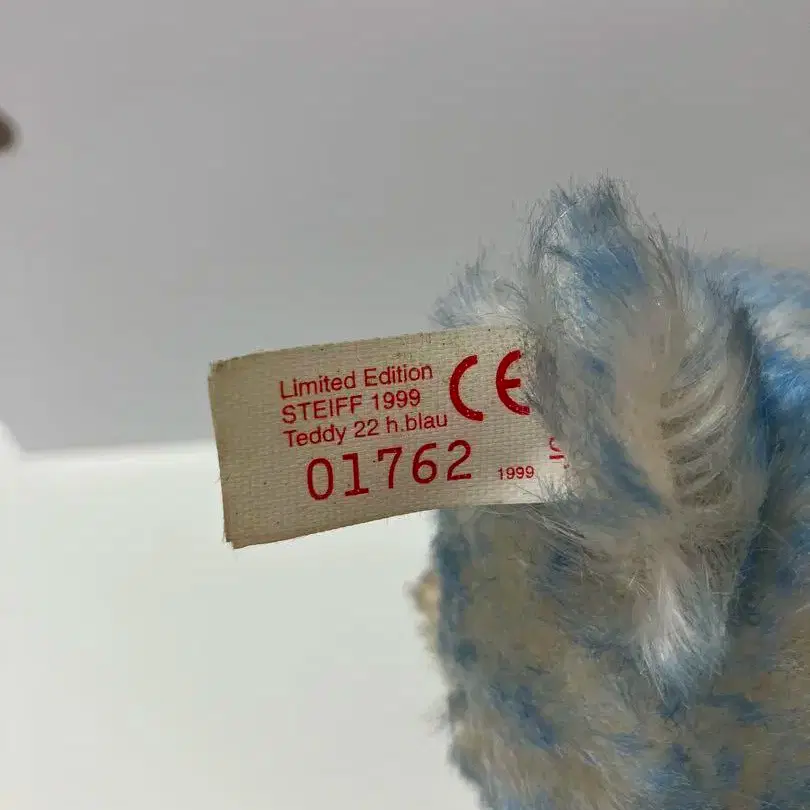 Limited Edition
STEIFF 1999
Teddy 22 h.blau
CE
01762
1999